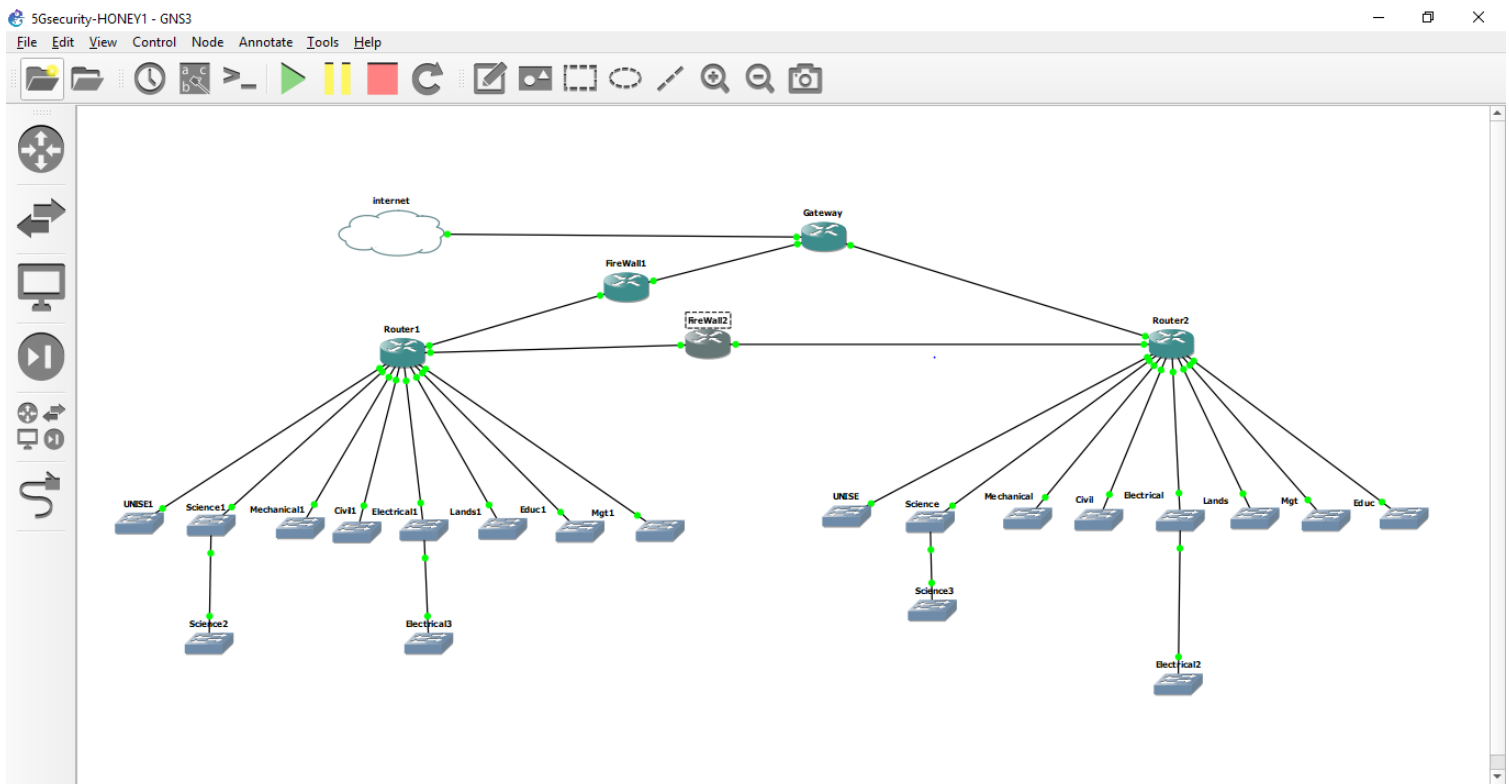 5Gsecurity-HONEY1 - GNS3
File Edit View Control Node Annotate Tools Help
internet
Gateway
FireWall1
FireWall2
Router1
Router2
UNISE1
Science1
Mechanical1
Civil1
Electrical1
Lands1
Educ1
Mgt1
UNISE
Science
Mechanical
Civil
Electrical
Lands
Mgt
Educ
Science3
Science2
Electrical3
Electrical2